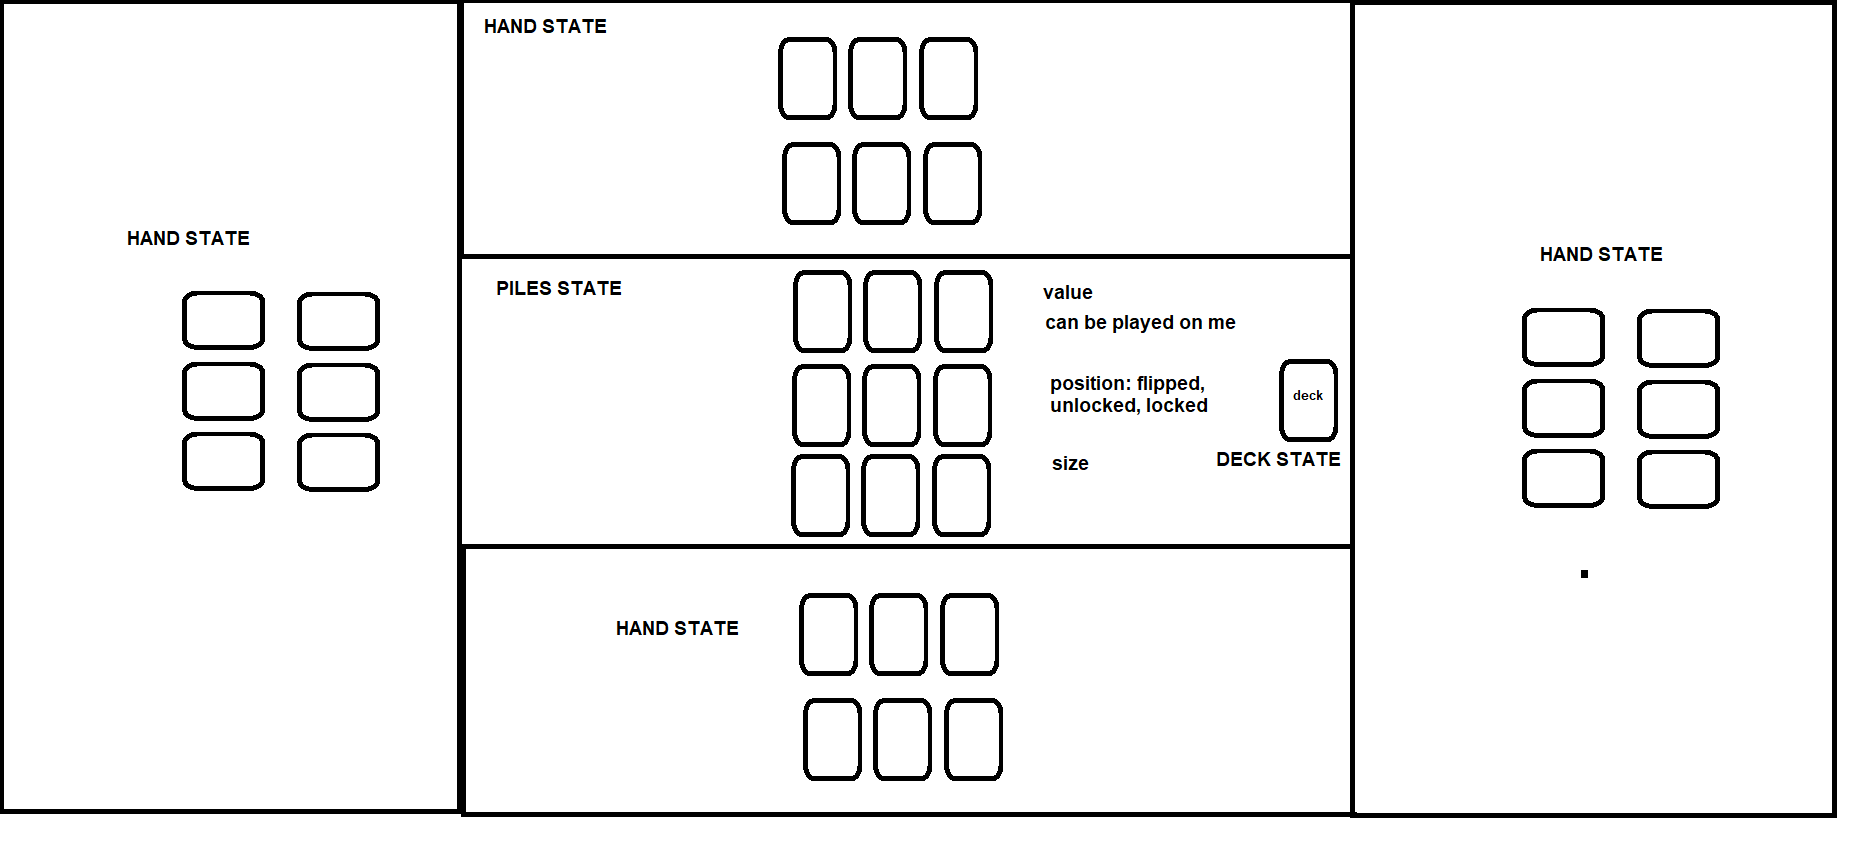 HAND STATE
HAND STATE
PILES STATE
value
can be played on me
position: flipped,
unlocked, locked
size
deck
DECK STATE
HAND STATE
HAND STATE